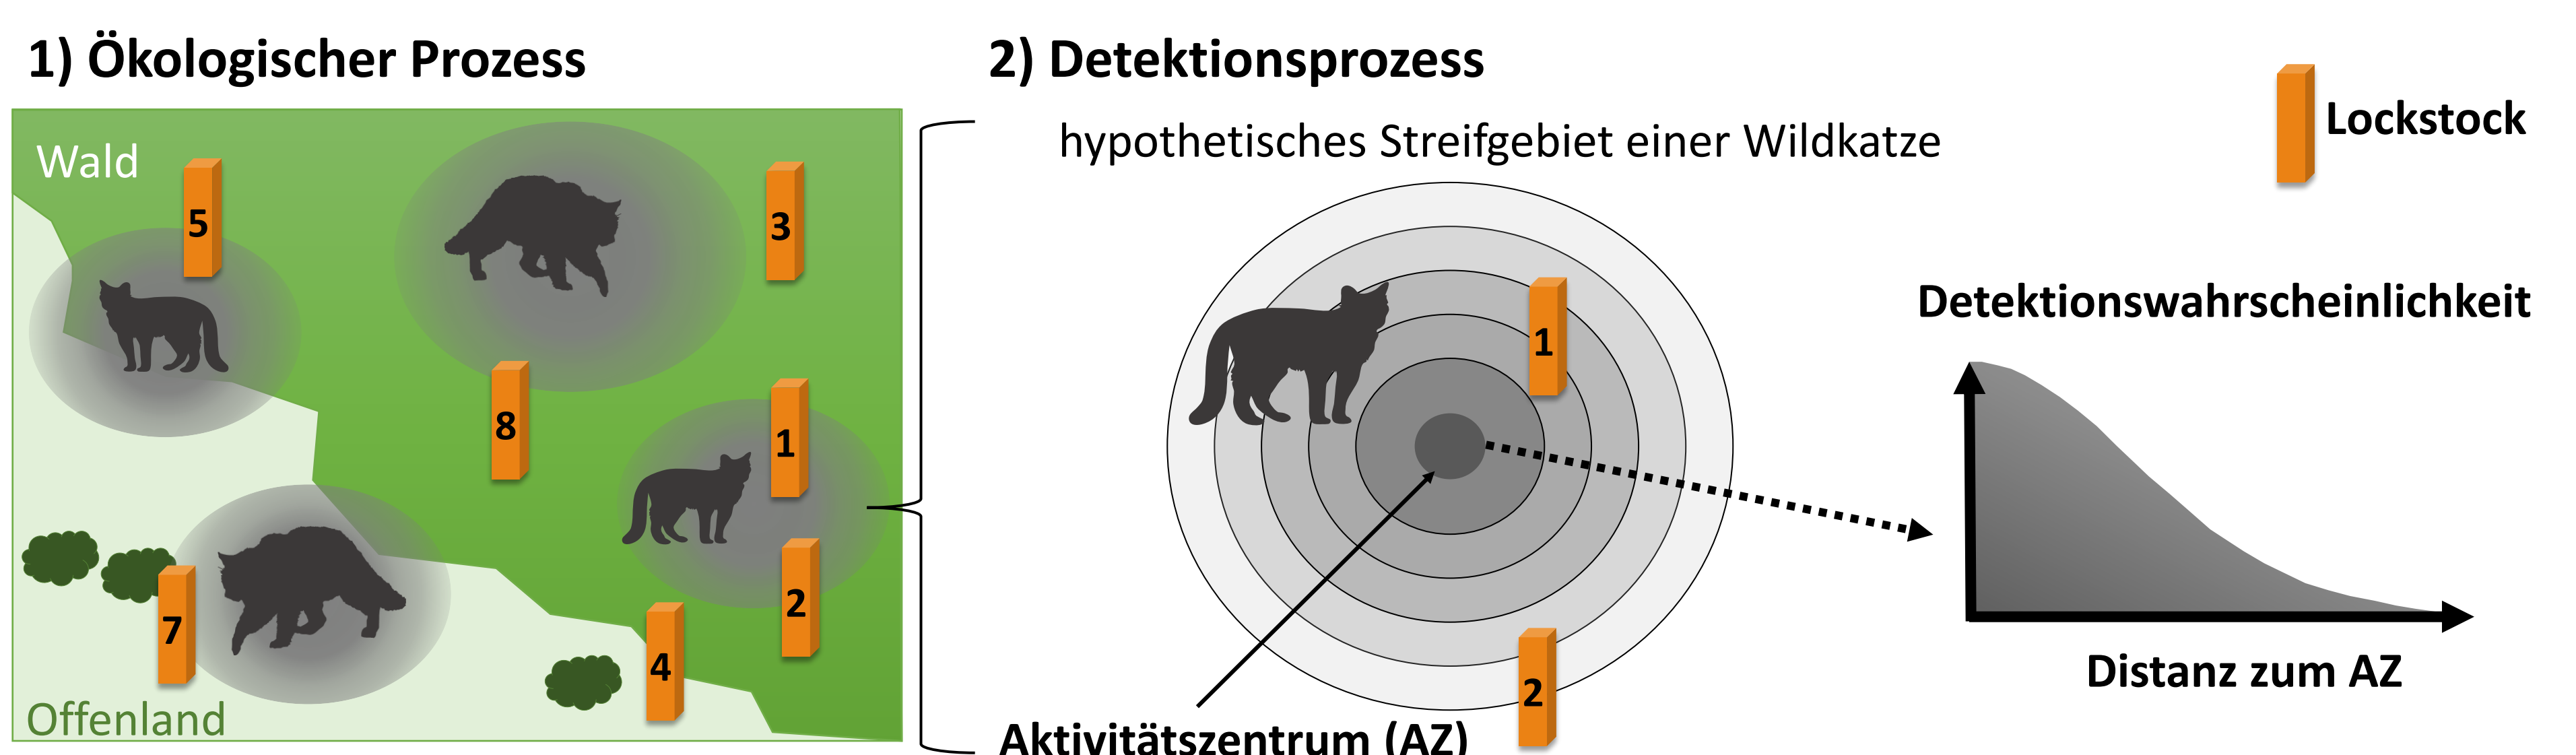 1) Ökologischer Prozess
Wald
5
3
8
1
2
7
4
Offenland
2) Detektionsprozess
hypothetisches Streifgebiet einer Wildkatze
1
2
Aktivitätszentrum (AZ)
Lockstock
Detektionswahrscheinlichkeit
Distanz zum AZ